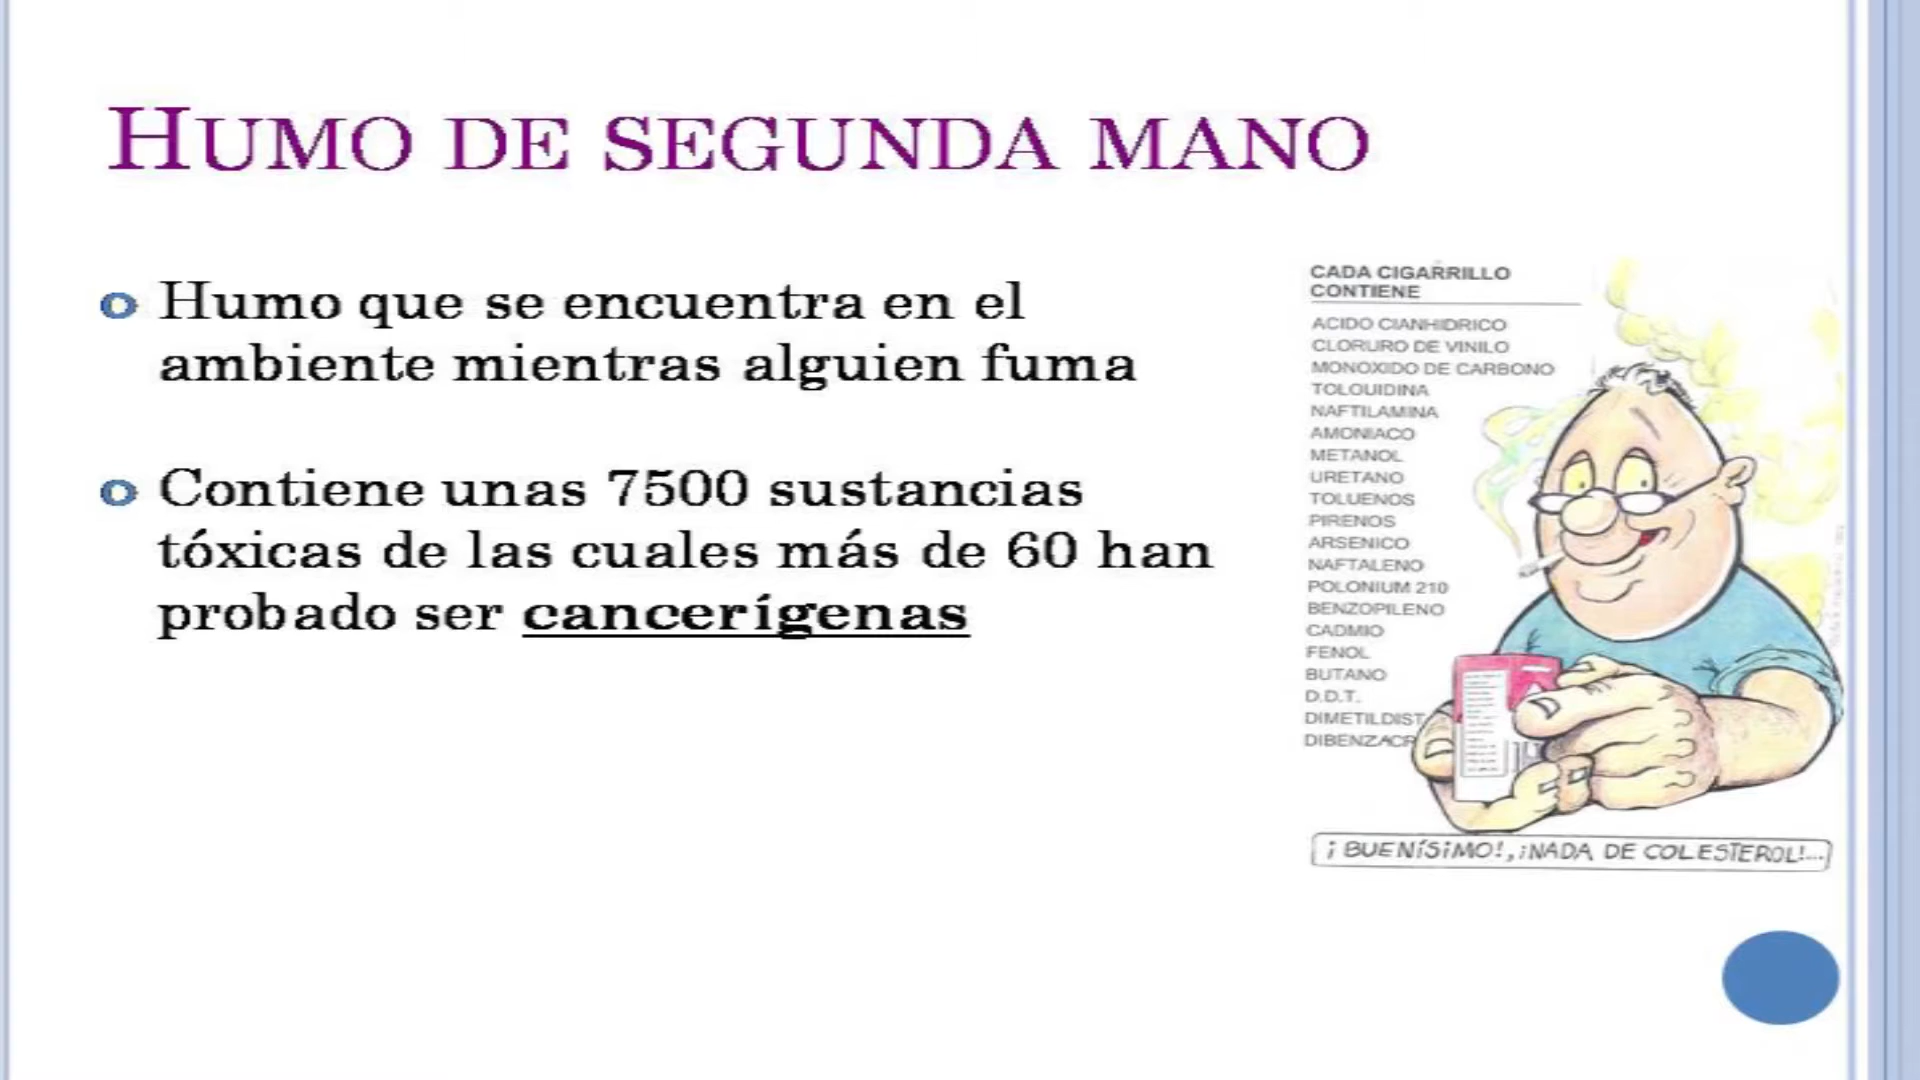 HUMO DE SEGUNDA MANO
Humo que se encuentra en el
ambiente mientras alguien fuma
Contiene unas 7500 sustancias
tóxicas de las cuales más de 60 han
probado ser cancerígenas
CADA CIGARRILLO
CONTIENE
ACIDO CIANHIDRICO
CLORURO DE VINILO
MONOXIDO DE CARBONO
TOLOUIDINA
NAFTILAMINA
AMONIACO
METANOL
URETANO
TOLUENOS
PIRENOS
ARSENICO
NAFTALENO
POLONIUM 210
BENZOPILENO
CADMIO
FENOL
BUTANO
D.D.T.
DIMETILDIST
DIBENZACR
¡BUENÍSIMO!,¡NADA DE COLESTEROL!...